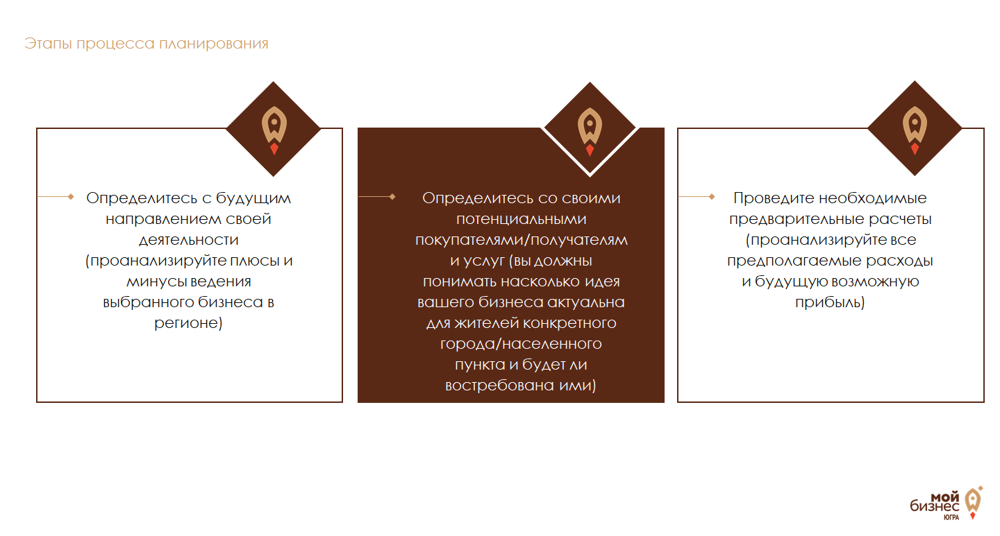 Этапы процесса планирования
Определитесь с будущим
направлением своей
деятельности
(проанализируйте плюсы и
минусы ведения
выбранного бизнеса в
регионе)
Определитесь со своими
потенциальными
покупателями/получателям
и услуг (вы должны
понимать насколько идея
вашего бизнеса актуальна
для жителей конкретного
города/населенного
пункта и будет ли
востребована ими)
Проведите необходимые
предварительные расчеты
(проанализируйте все
предполагаемые расходы
и будущую возможную
прибыль)
мой
бизнес
ЮГРА